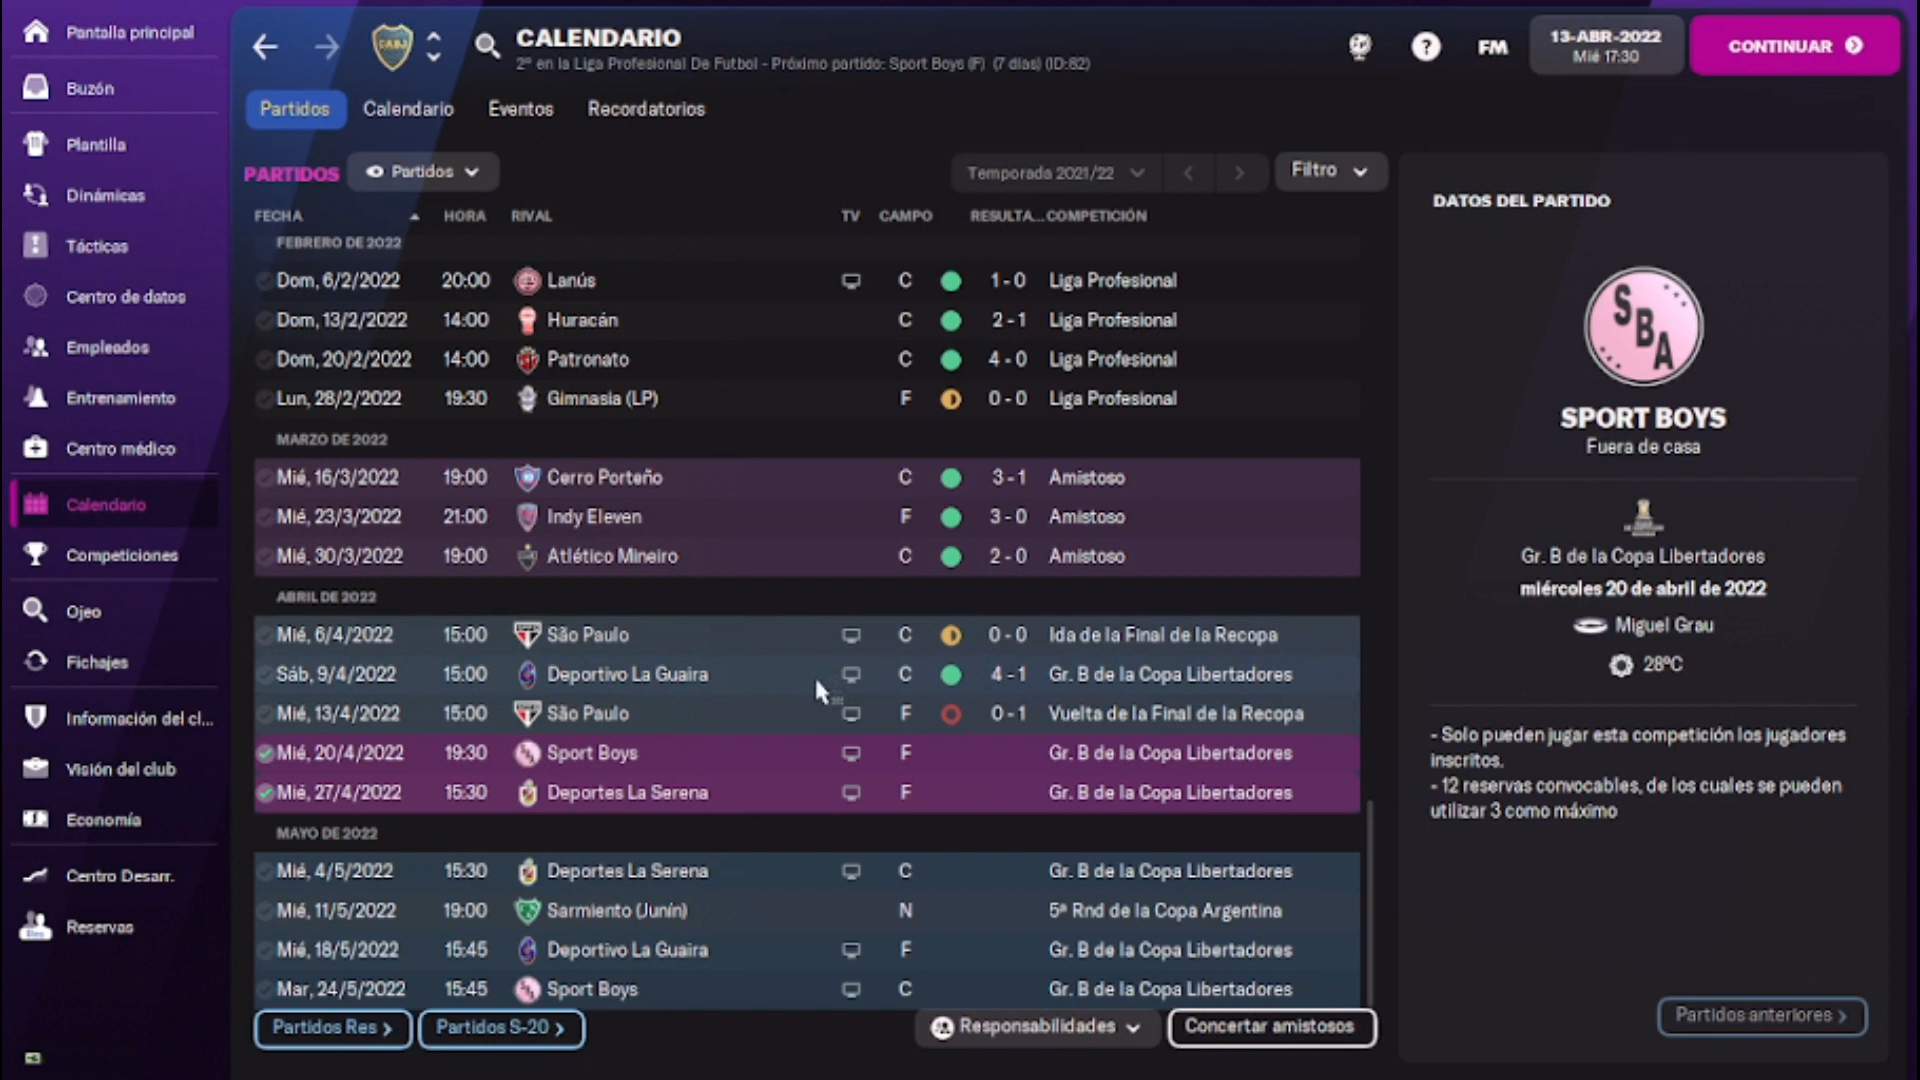 Pantalla principal
Buzón
Plantilla
Dinámicas
Tácticas
Centro de datos
Empleados
Entrenamiento
Centro médico
Calendario
Competiciones
Ojeo
Fichajes
Información del cl...
Visión del club
Economía
Centro Desarr.
Reservas
CALENDARIO
2º en la Liga Profesional De Futbol - Próximo partido: Sport Boys (F) (7 días) (ID:82)
FM
13-ABR-2022
Mié 17:30
CONTINUAR
Partidos Calendario Eventos Recordatorios
PARTIDOS Partidos Temporada 2021/22 Filtro
FECHA HORA RIVAL TV CAMPO RESULTA... COMPETICIÓN
FEBRERO DE 2022
Dom, 6/2/2022 20:00 Lanús C 1 - 0 Liga Profesional
Dom, 13/2/2022 14:00 Huracán C 2 - 1 Liga Profesional
Dom, 20/2/2022 14:00 Patronato C 4 - 0 Liga Profesional
Lun, 28/2/2022 19:30 Gimnasia (LP) F 0 - 0 Liga Profesional
MARZO DE 2022
Mié, 16/3/2022 19:00 Cerro Porteño C 3 - 1 Amistoso
Mié, 23/3/2022 21:00 Indy Eleven F 3 - 0 Amistoso
Mié, 30/3/2022 19:00 Atlético Mineiro C 2 - 0 Amistoso
ABRIL DE 2022
Mié, 6/4/2022 15:00 São Paulo C 0 - 0 Ida de la Final de la Recopa
Sáb, 9/4/2022 15:00 Deportivo La Guaira C 4 - 1 Gr. B de la Copa Libertadores
Mié, 13/4/2022 15:00 São Paulo F 0 - 1 Vuelta de la Final de la Recopa
Mié, 20/4/2022 19:30 Sport Boys F Gr. B de la Copa Libertadores
Mié, 27/4/2022 15:30 Deportes La Serena F Gr. B de la Copa Libertadores
MAYO DE 2022
Mié, 4/5/2022 15:30 Deportes La Serena C Gr. B de la Copa Libertadores
Mié, 11/5/2022 19:00 Sarmiento (Junín) N 5ª Rnd de la Copa Argentina
Mié, 18/5/2022 15:45 Deportivo La Guaira F Gr. B de la Copa Libertadores
Mar, 24/5/2022 15:45 Sport Boys C Gr. B de la Copa Libertadores
Partidos Res Partidos S-20 Responsabilidades Concertar amistosos
DATOS DEL PARTIDO
SBA
SPORT BOYS
Fuera de casa
Gr. B de la Copa Libertadores
miércoles 20 de abril de 2022
Miguel Grau
28ºC
- Solo pueden jugar esta competición los jugadores
inscritos.
- 12 reservas convocables, de los cuales se pueden
utilizar 3 como máximo
Partidos anteriores